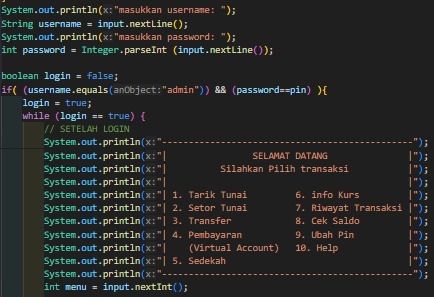 System.out.println(x:"masukkan username: ");
String username = input.nextLine();
System.out.println(x:"masukkan password: ");
int password = Integer.parseInt (input.nextLine());
boolean login = false;
if( (username.equals(anObject:"admin")) && (password==pin) ){
login = true;
while (login == true) {
// SETELAH LOGIN
System.out.println(x:"-----------------------------------------------");
System.out.println(x:"| SELAMAT DATANG |");
System.out.println(x:"| Silahkan Pilih transaksi |");
System.out.println(x:"| |");
System.out.println(x:"| 1. Tarik Tunai 6. info Kurs |");
System.out.println(x:"| 2. Setor Tunai 7. Riwayat Transaksi |");
System.out.println(x:"| 3. Transfer 8. Cek Saldo |");
System.out.println(x:"| 4. Pembayaran 9. Ubah Pin |");
System.out.println(x:"| (Virtual Account) 10. Help |");
System.out.println(x:"| 5. Sedekah |");
System.out.println(x:"-----------------------------------------------");
int menu = input.nextInt();